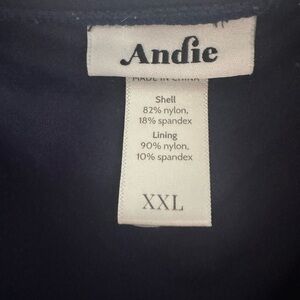 Andie
MADE IN CHINA
Shell
82% nylon,
18% spandex
Lining
90% nylon,
10% spandex
XXL